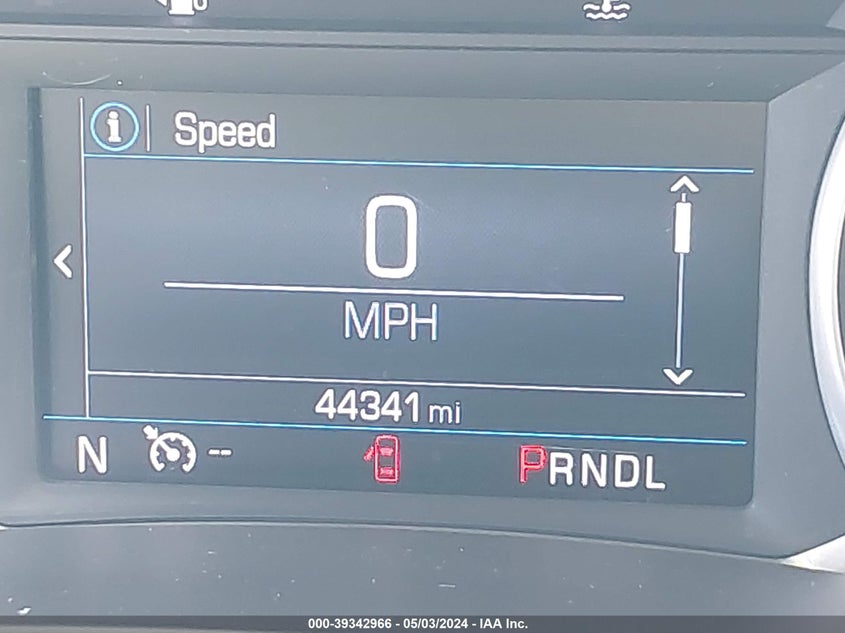 Speed
0
MPH
44341 mi
N -- PRNDL
000-39342966 - 05/03/2024 - IAA Inc.